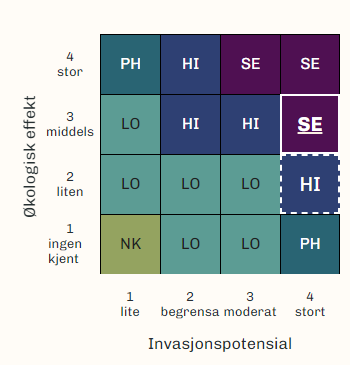 4
stor
PH HI SE SE
3
middels
LO HI HI SE
2
liten
LO LO LO HI
1
ingen
kjent
NK LO LO PH
Økologisk effekt
1 2 3 4
lite begrensa moderat stort
Invasjonspotensial